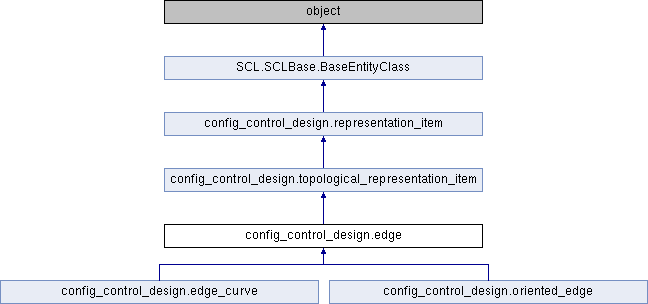 object
SCL.SCLBase.BaseEntityClass
config_control_design.representation_item
config_control_design.topological_representation_item
config_control_design.edge
config_control_design.edge_curve
config_control_design.oriented_edge